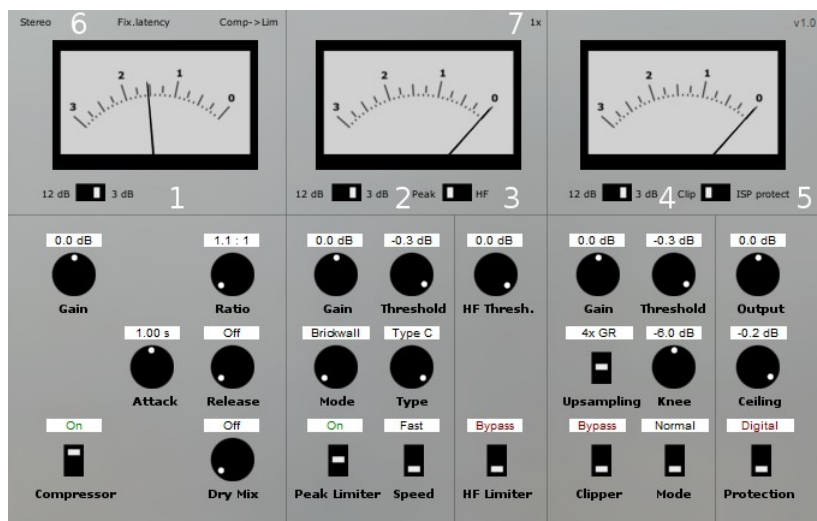 Stereo 6 Fix.latency Comp->Lim 7 1x v1.0
3 2 1 0 3 2 1 0 3 2 1 0
12 dB 3 dB 1 12 dB 3 dB 2 Peak HF 3 12 dB 3 dB 4 Clip ISP protect 5
0.0 dB 1.1 : 1 0.0 dB -0.3 dB 0.0 dB 0.0 dB -0.3 dB 0.0 dB
Gain Ratio Gain Threshold HF Thresh. Gain Threshold Output
1.00 s Off Brickwall Type C 4x GR -6.0 dB -0.2 dB
Attack Release Mode Type Upsampling Knee Ceiling
On Off On Fast Bypass Bypass Normal Digital
Compressor Dry Mix Peak Limiter Speed HF Limiter Clipper Mode Protection